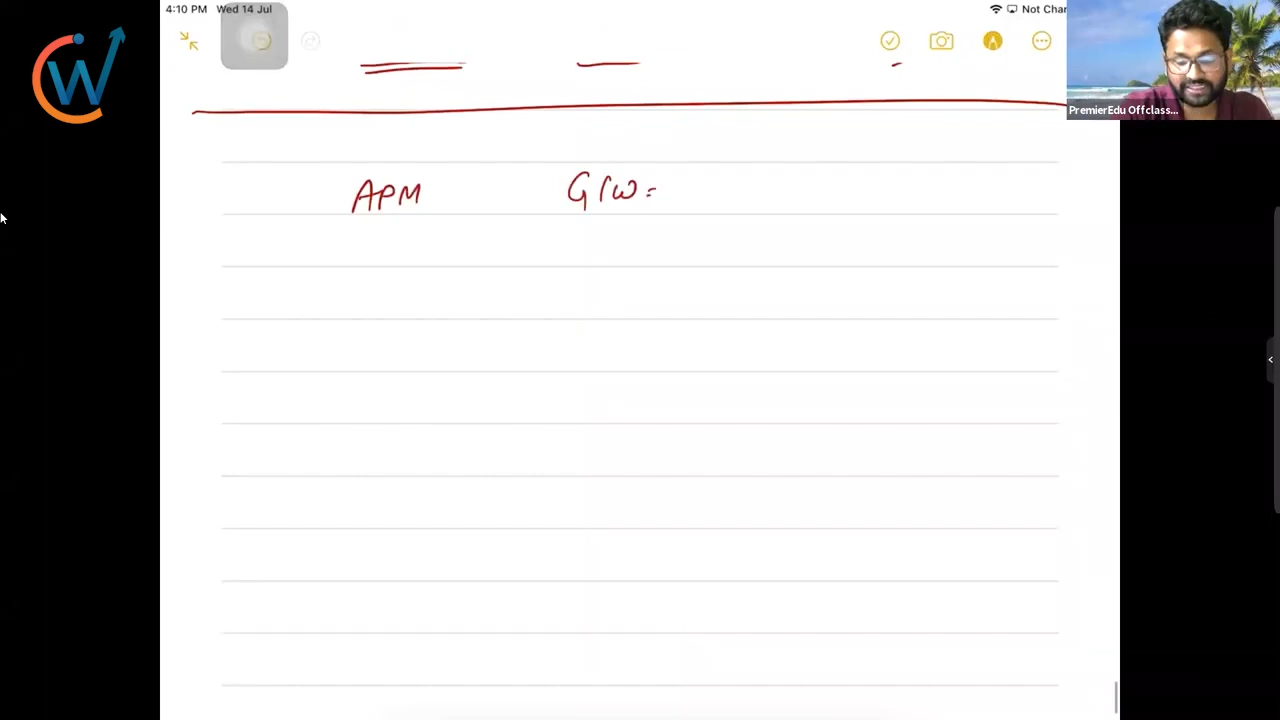 4:10 PM Wed 14 Jul
Not Char
W
PremierEdu Offclass...
APM G/W =